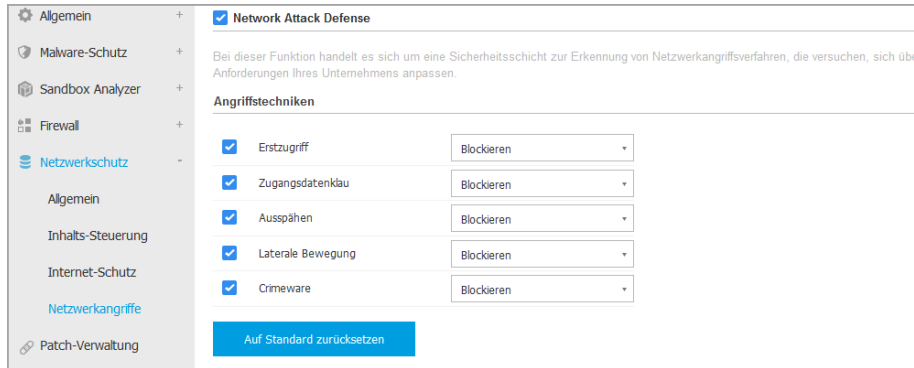 Allgemein +
Malware-Schutz +
Sandbox Analyzer +
Firewall +
Netzwerkschutz -
Allgemein
Inhalts-Steuerung
Internet-Schutz
Netzwerkangriffe
Patch-Verwaltung
Network Attack Defense
Bei dieser Funktion handelt es sich um eine Sicherheitsschicht zur Erkennung von Netzwerkangriffsverfahren, die versuchen, sich übe
Anforderungen Ihres Unternehmens anpassen.
Angriffstechniken
Erstzugriff Blockieren
Zugangsdatenklau Blockieren
Ausspähen Blockieren
Laterale Bewegung Blockieren
Crimeware Blockieren
Auf Standard zurücksetzen